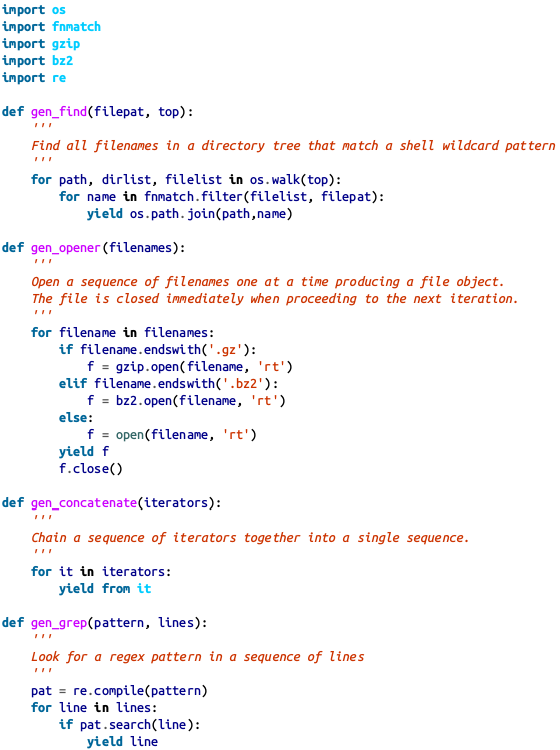 import os
import fnmatch
import gzip
import bz2
import re

def gen_find(filepat, top):
    '''
    Find all filenames in a directory tree that match a shell wildcard pattern
    '''
    for path, dirlist, filelist in os.walk(top):
        for name in fnmatch.filter(filelist, filepat):
            yield os.path.join(path,name)

def gen_opener(filenames):
    '''
    Open a sequence of filenames one at a time producing a file object.
    The file is closed immediately when proceeding to the next iteration.
    '''
    for filename in filenames:
        if filename.endswith('.gz'):
            f = gzip.open(filename, 'rt')
        elif filename.endswith('.bz2'):
            f = bz2.open(filename, 'rt')
        else:
            f = open(filename, 'rt')
        yield f
        f.close()

def gen_concatenate(iterators):
    '''
    Chain a sequence of iterators together into a single sequence.
    '''
    for it in iterators:
        yield from it

def gen_grep(pattern, lines):
    '''
    Look for a regex pattern in a sequence of lines
    '''
    pat = re.compile(pattern)
    for line in lines:
        if pat.search(line):
            yield line